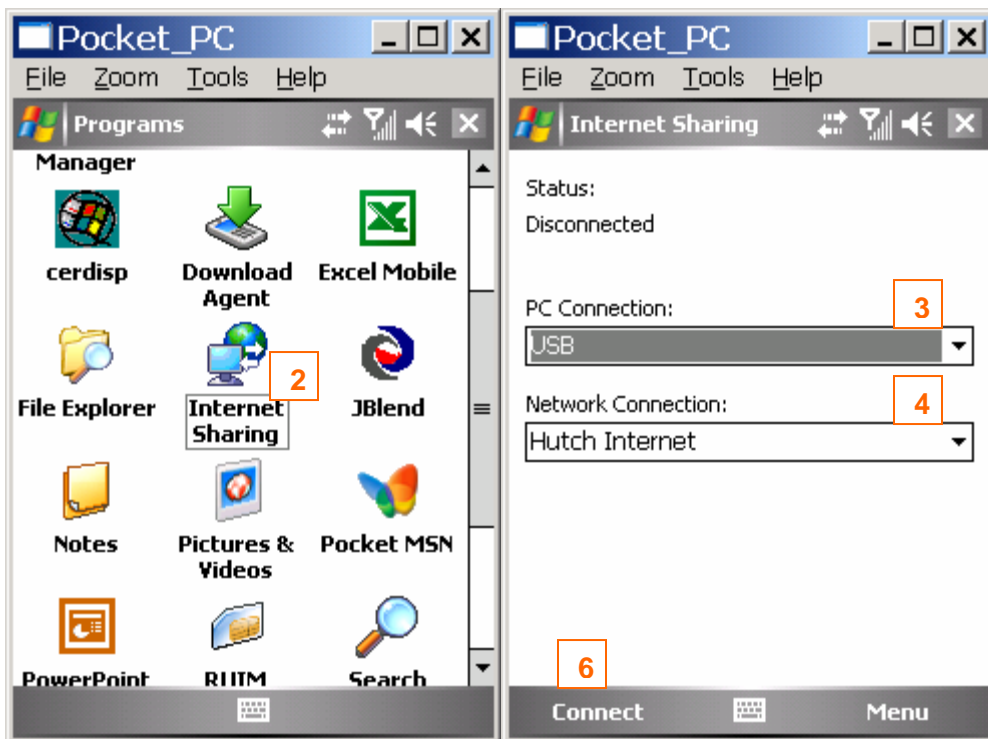 Pocket_PC
File Zoom Tools Help
Programs
Manager
cerdisp
Download
Agent
Excel Mobile
File Explorer
Internet
Sharing
2
JBlend
Notes
Pictures &
Videos
Pocket MSN
PowerPoint
RUIM
Search
Pocket_PC
File Zoom Tools Help
Internet Sharing
Status:
Disconnected
PC Connection:
3
USB
Network Connection:
4
Hutch Internet
6
Connect
Menu